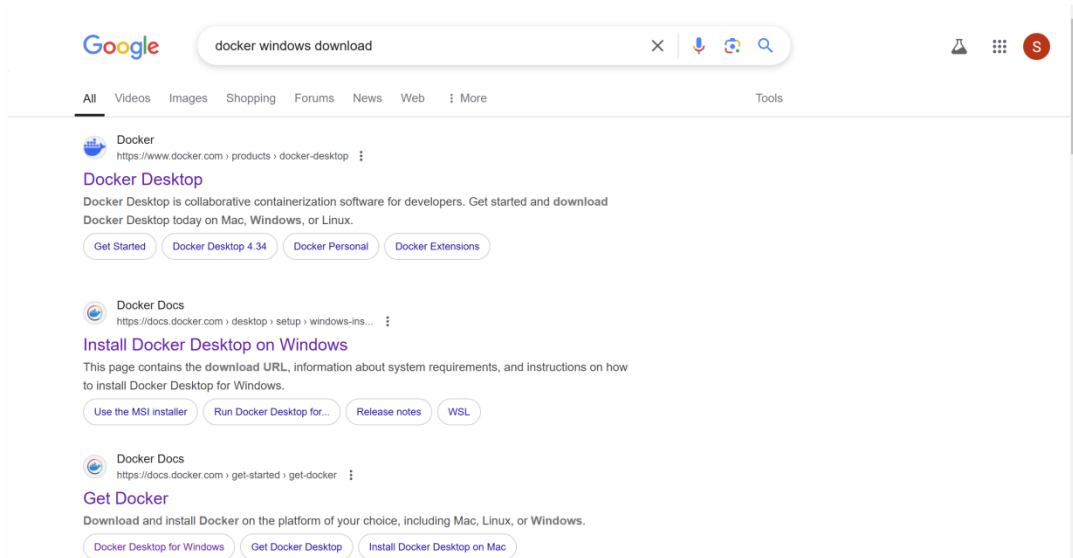 Google
docker windows download
S
All Videos Images Shopping Forums News Web More Tools
Docker
https://www.docker.com › products › docker-desktop
Docker Desktop
Docker Desktop is collaborative containerization software for developers. Get started and download
Docker Desktop today on Mac, Windows, or Linux.
Get Started Docker Desktop 4.34 Docker Personal Docker Extensions
Docker Docs
https://docs.docker.com › desktop › setup › windows-ins...
Install Docker Desktop on Windows
This page contains the download URL, information about system requirements, and instructions on how
to install Docker Desktop for Windows.
Use the MSI installer Run Docker Desktop for... Release notes WSL
Docker Docs
https://docs.docker.com › get-started › get-docker
Get Docker
Download and install Docker on the platform of your choice, including Mac, Linux, or Windows.
Docker Desktop for Windows Get Docker Desktop Install Docker Desktop on Mac